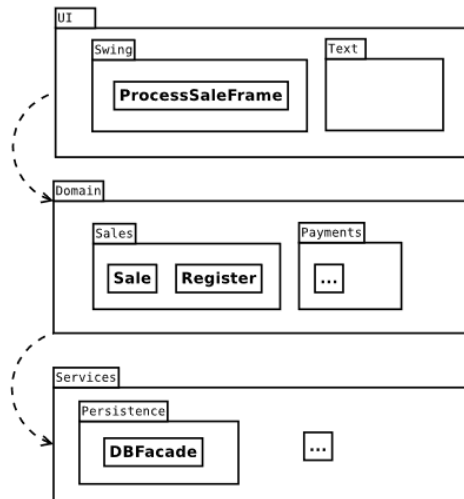 UI
Swing
Text
ProcessSaleFrame
Domain
Sales
Payments
Sale
Register
...
Services
Persistence
DBFacade
...